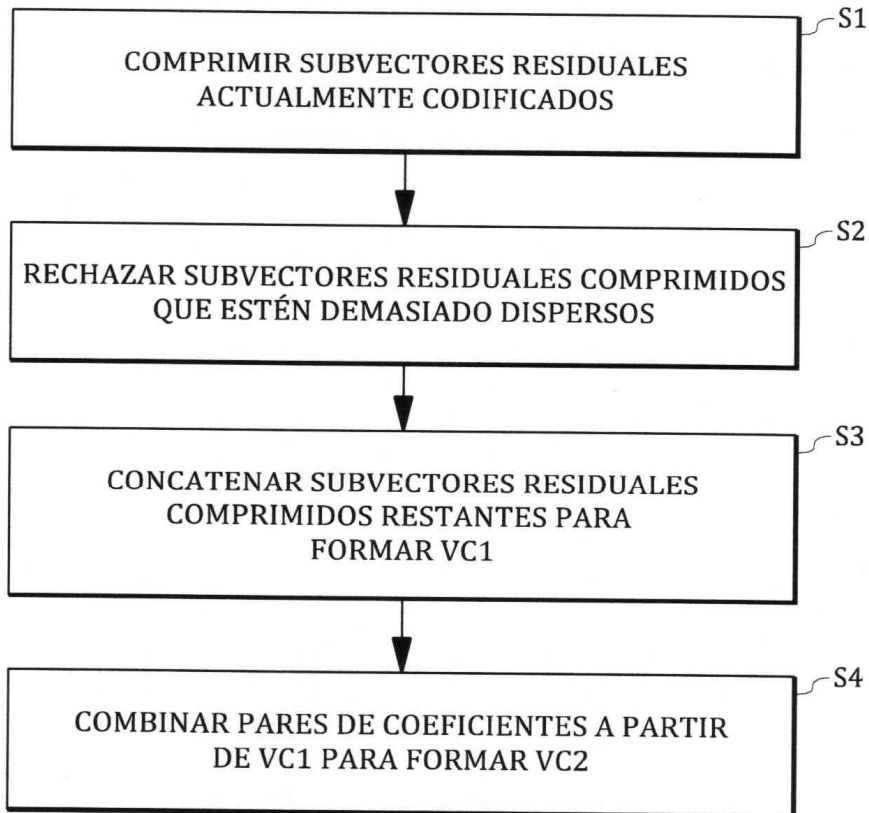 S1
COMPRIMIR SUBVECTORES RESIDUALES
ACTUALMENTE CODIFICADOS
S2
RECHAZAR SUBVECTORES RESIDUALES COMPRIMIDOS
QUE ESTÉN DEMASIADO DISPERSOS
S3
CONCATENAR SUBVECTORES RESIDUALES
COMPRIMIDOS RESTANTES PARA
FORMAR VC1
S4
COMBINAR PARES DE COEFICIENTES A PARTIR
DE VC1 PARA FORMAR VC2